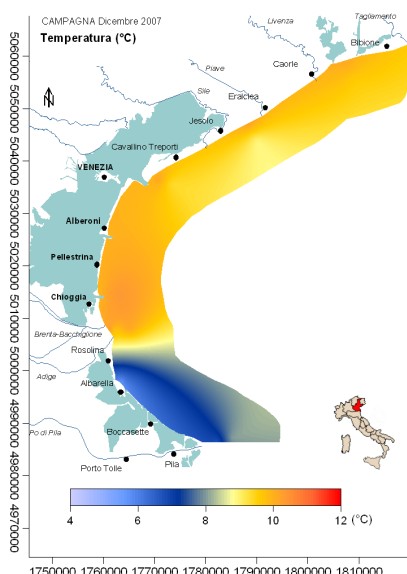 CAMPAGNA Dicembre 2007
Temperatura (°C)
Tagliamento
Livenza
Bibione
Caorle
Piave
Eraclea
Sile
Jesolo
Cavallino Treporti
VENEZIA
Alberoni
Pellestrina
Chioggia
Brenta-Bacchiglione
Rosolina
Adige
Albarella
Boccasette
Po di Pila
Porto Tolle
Pila
N
5060000
5050000
5040000
5030000
5020000
5010000
5000000
4990000
4980000
4970000
4 6 8 10 12 (°C)
1750000 1760000 1770000 1780000 1790000 1800000 1810000